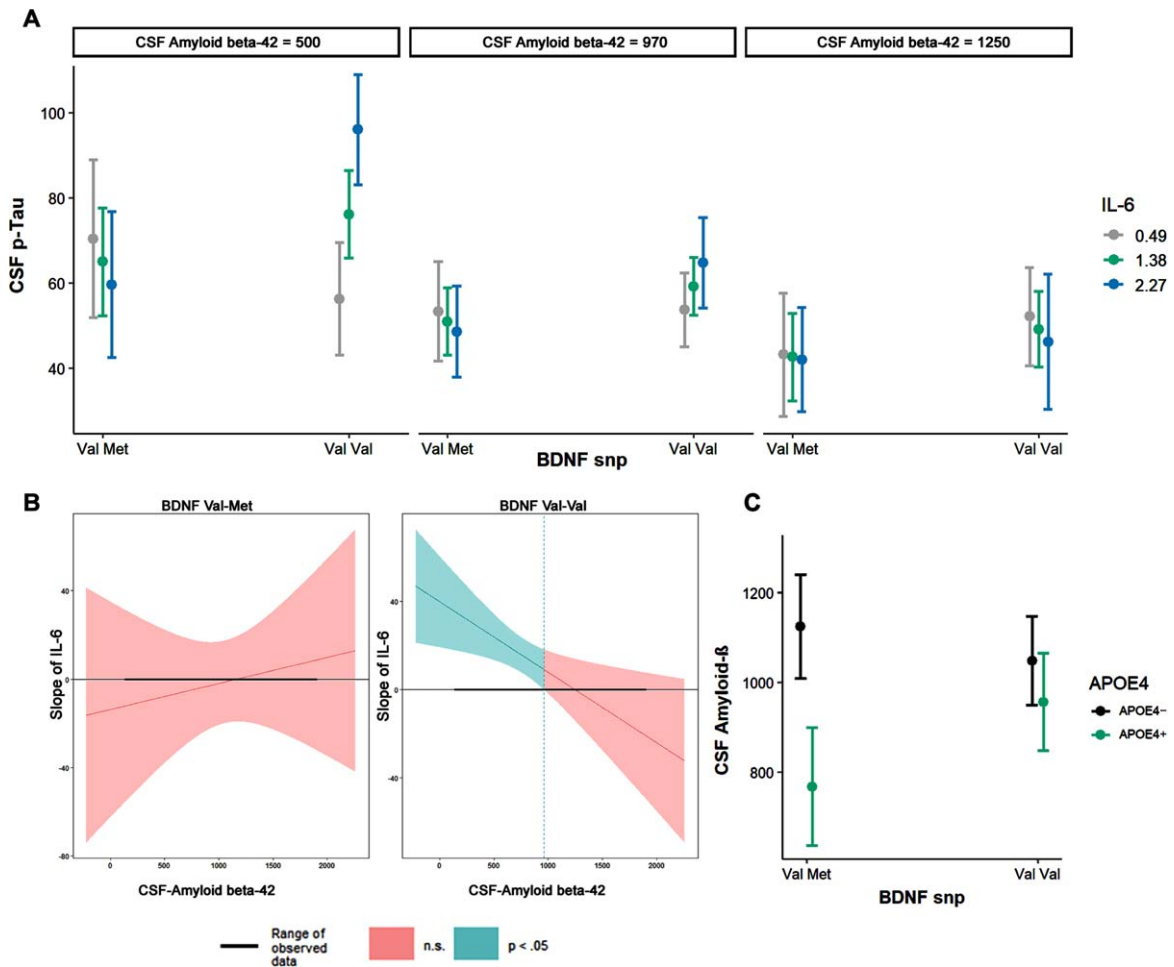 A
CSF Amyloid beta-42 = 500
CSF Amyloid beta-42 = 970
CSF Amyloid beta-42 = 1250
CSF p-Tau
100
80
60
40
Val Met
Val Val
Val Met
Val Val
Val Met
Val Val
BDNF snp
IL-6
0.49
1.38
2.27
B
BDNF Val-Met
Slope of IL-6
40
0
-40
-80
0
500
1000
1500
2000
CSF-Amyloid beta-42
BDNF Val-Val
Slope of IL-6
40
0
-40
0
500
1000
1500
2000
CSF-Amyloid beta-42
Range of
observed
data
n.s.
p < .05
C
CSF Amyloid-ß
1200
1000
800
Val Met
Val Val
BDNF snp
APOE4
APOE4−
APOE4+